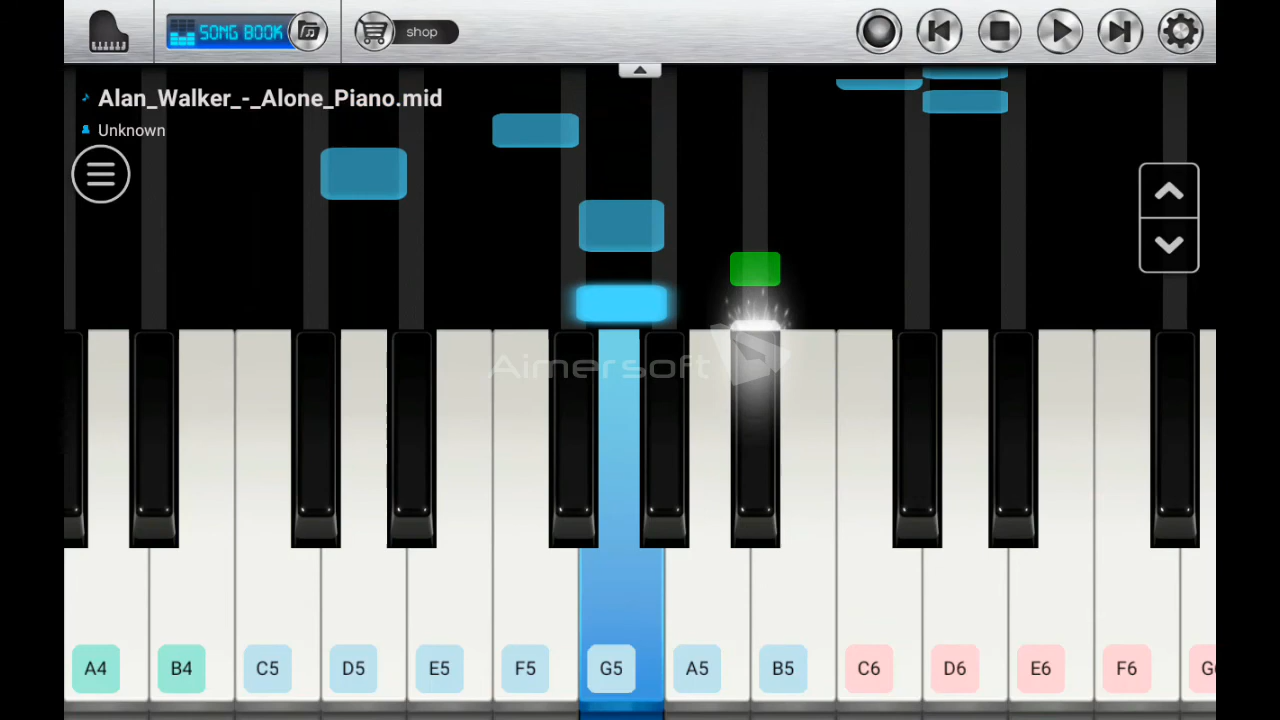 SONG BOOK
shop
Alan_Walker_-_Alone_Piano.mid
Unknown
Aimersoft
A4 B4 C5 D5 E5 F5 G5 A5 B5 C6 D6 E6 F6